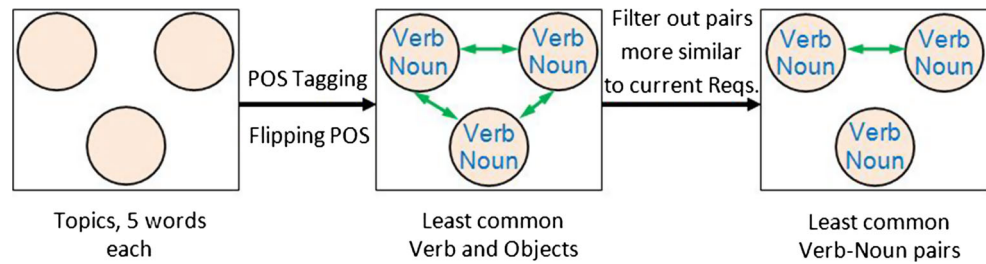 POS Tagging
Flipping POS
Verb
Noun
Verb
Noun
Verb
Noun
Filter out pairs
more similar
to current Reqs.
Verb
Noun
Verb
Noun
Verb
Noun
Topics, 5 words
each
Least common
Verb and Objects
Least common
Verb-Noun pairs